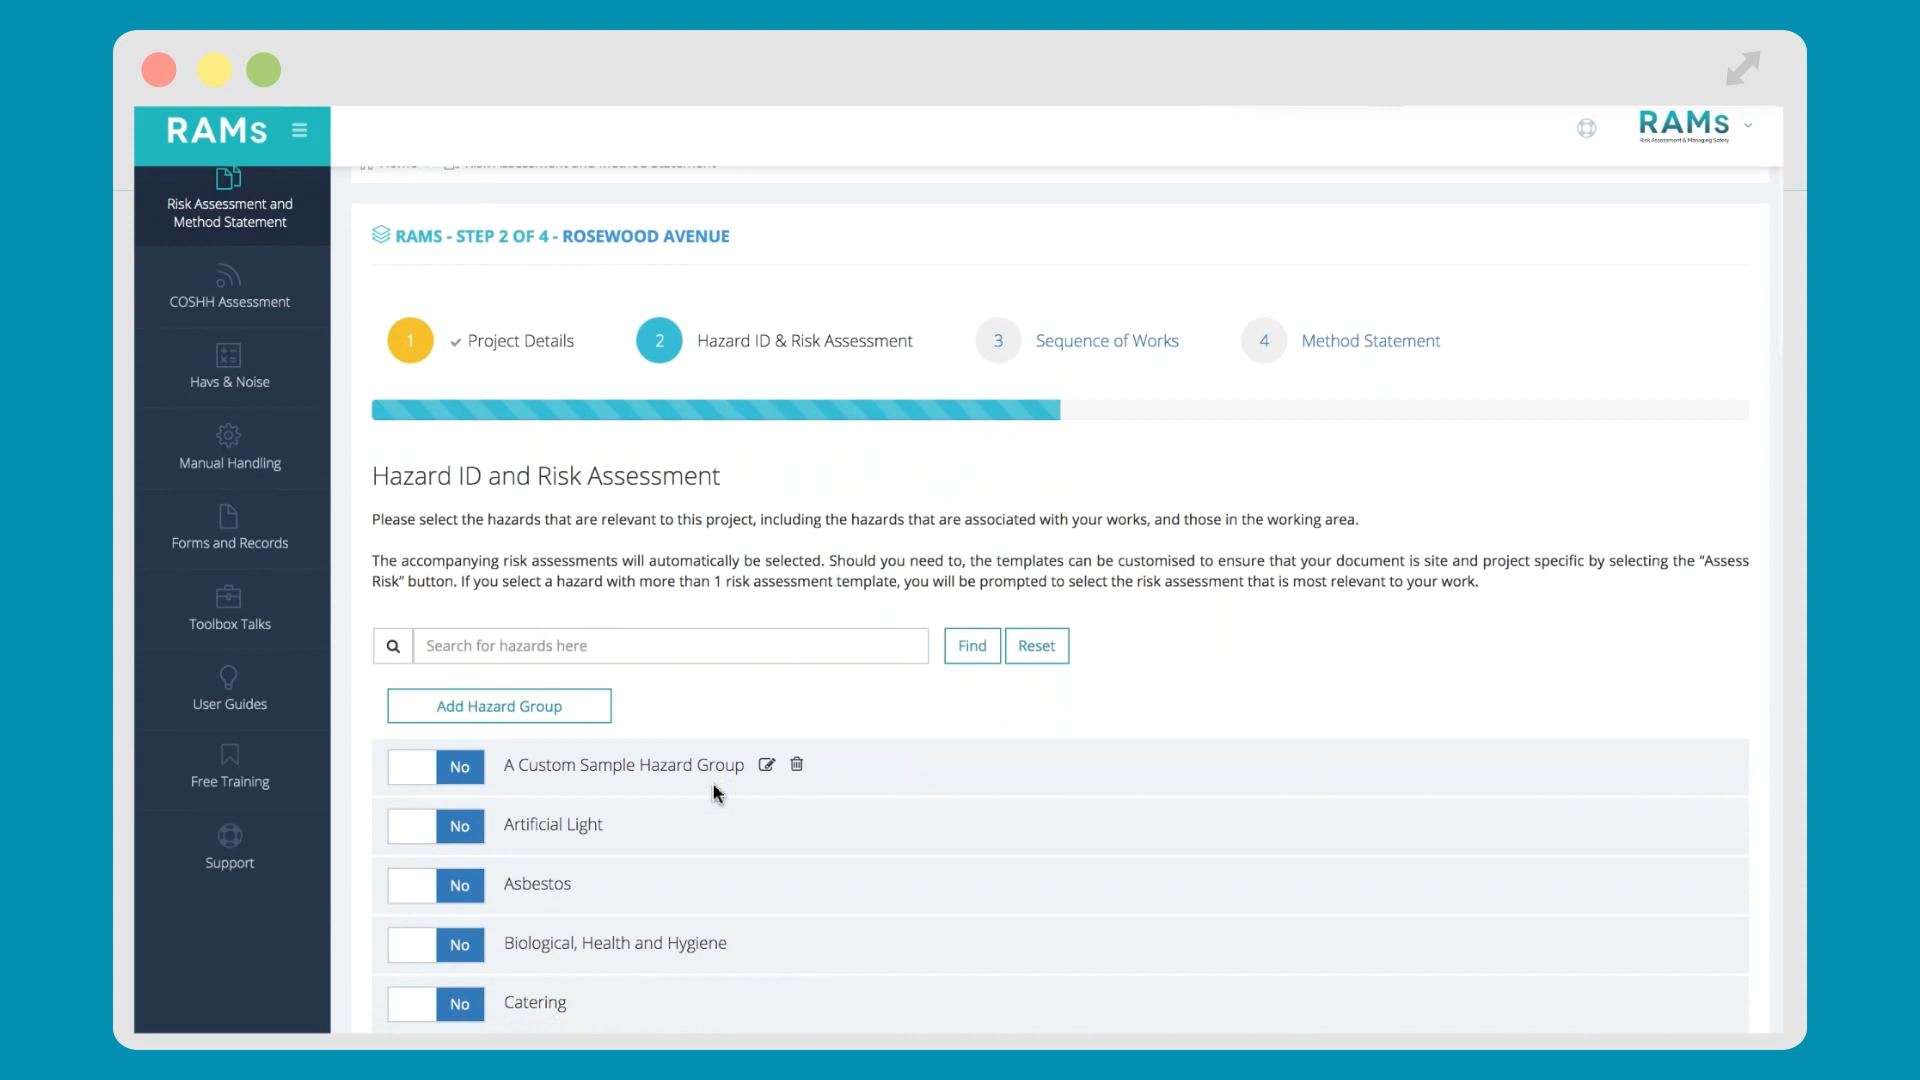 RAMs
RAMs
Risk Assessment & Managing Safety
Risk Assessment and
Method Statement
COSHH Assessment
Havs & Noise
Manual Handling
Forms and Records
Toolbox Talks
User Guides
Free Training
Support
RAMS - STEP 2 OF 4 - ROSEWOOD AVENUE
1 Project Details 2 Hazard ID & Risk Assessment 3 Sequence of Works 4 Method Statement
Hazard ID and Risk Assessment
Please select the hazards that are relevant to this project, including the hazards that are associated with your works, and those in the working area.
The accompanying risk assessments will automatically be selected. Should you need to, the templates can be customised to ensure that your document is site and project specific by selecting the “Assess
Risk” button. If you select a hazard with more than 1 risk assessment template, you will be prompted to select the risk assessment that is most relevant to your work.
Search for hazards here Find Reset
Add Hazard Group
No A Custom Sample Hazard Group
No Artificial Light
No Asbestos
No Biological, Health and Hygiene
No Catering